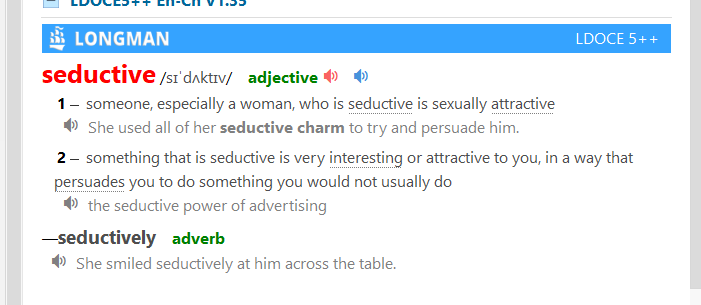 LDOCE5++ En-Ch V1.35
LONGMAN LDOCE 5++
seductive /sɪˈdʌktɪv/ adjective
1 – someone, especially a woman, who is seductive is sexually attractive
She used all of her seductive charm to try and persuade him.
2 – something that is seductive is very interesting or attractive to you, in a way that
persuades you to do something you would not usually do
the seductive power of advertising
—seductively adverb
She smiled seductively at him across the table.